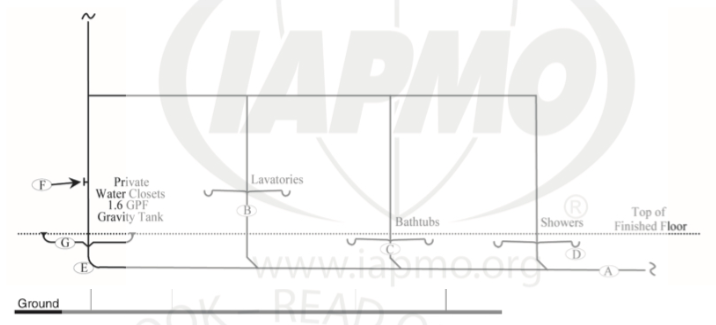 IAPMO
®
F
Private
Water Closets
1.6 GPF
Gravity Tank
Lavatories
B
Bathtubs
Showers
Top of
Finished Floor
G
C
D
E
www.iapmo.org
A
Ground
READ